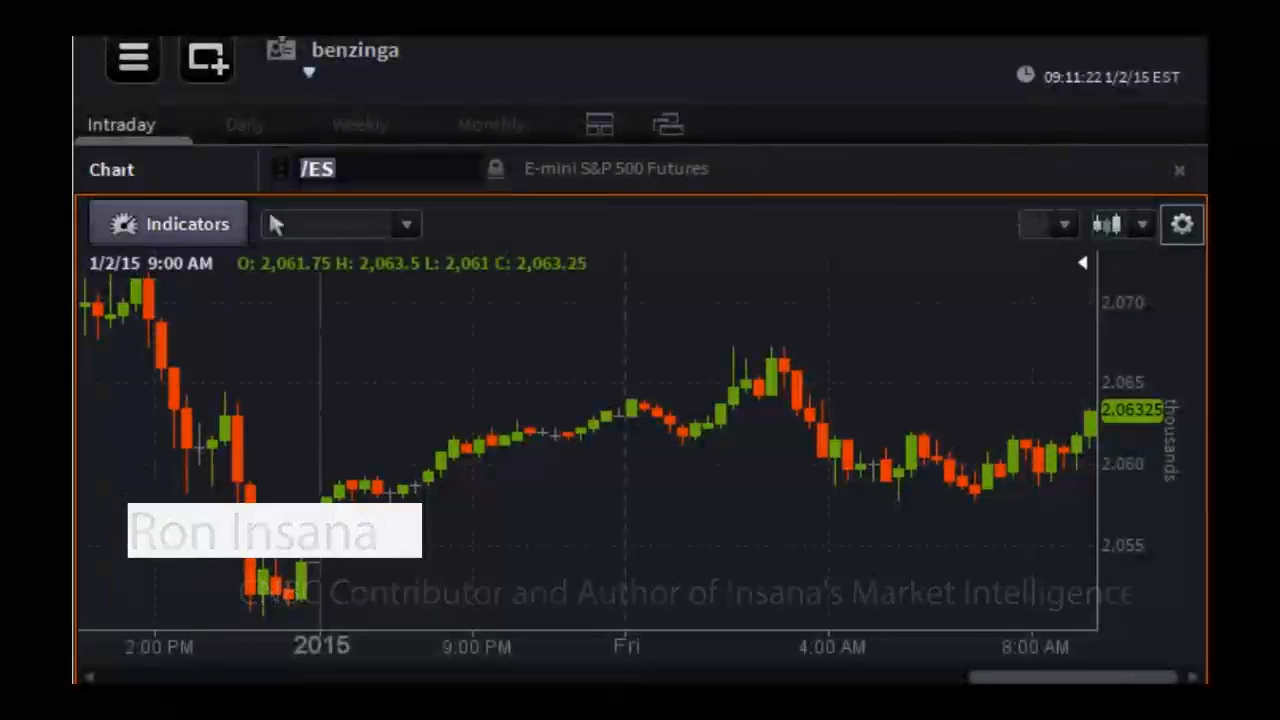 benzinga
09:11:22 1/2/15 EST
Intraday Daily Weekly Monthly
Chart /ES E-mini S&P 500 Futures
Indicators
1/2/15 9:00 AM O: 2,061.75 H: 2,063.5 L: 2,061 C: 2,063.25
2.070
2.065
2.06325
thousands
2.060
Ron Insana
2.055
CNBC Contributor and Author of Insana's Market Intelligence
2:00 PM 2015 9:00 PM Fri 4:00 AM 8:00 AM